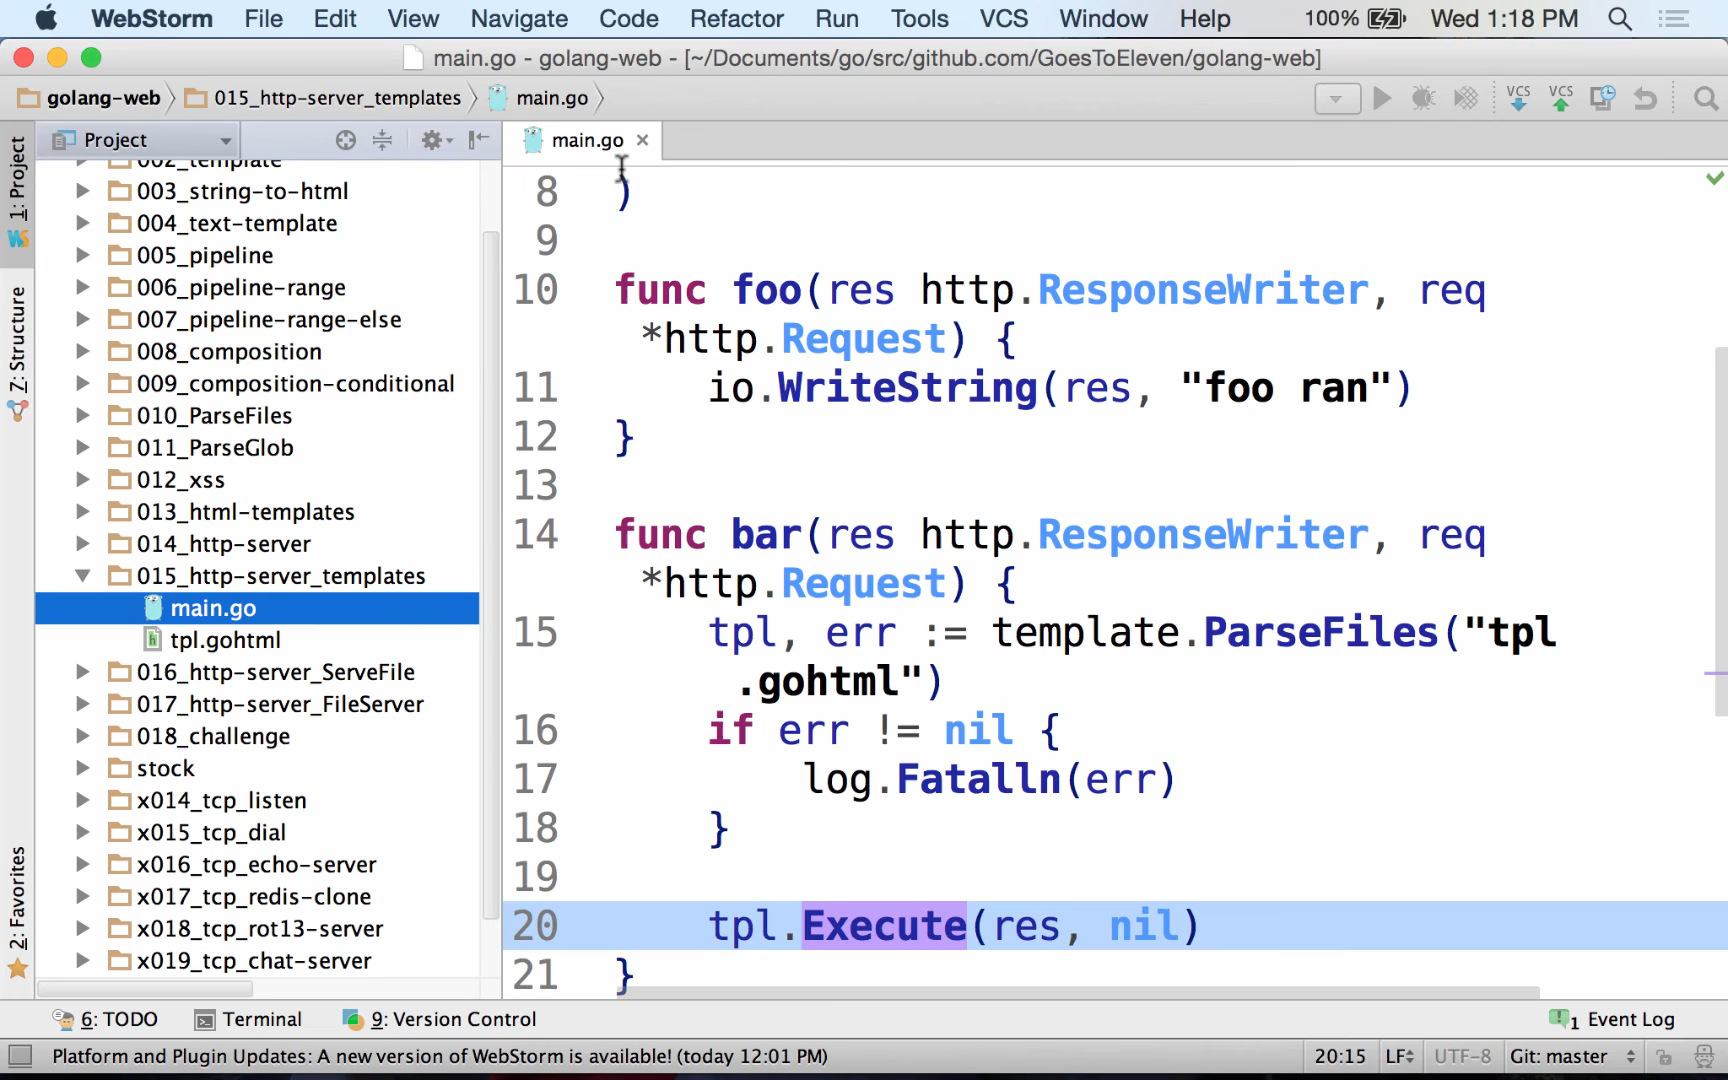 WebStorm File Edit View Navigate Code Refactor Run Tools VCS Window Help 100% Wed 1:18 PM
main.go - golang-web - [~/Documents/go/src/github.com/GoesToEleven/golang-web]
golang-web 015_http-server_templates main.go VCS VCS
1: Project
7: Structure
2: Favorites
Project
002_template
003_string-to-html
004_text-template
005_pipeline
006_pipeline-range
007_pipeline-range-else
008_composition
009_composition-conditional
010_ParseFiles
011_ParseGlob
012_xss
013_html-templates
014_http-server
015_http-server_templates
main.go
tpl.gohtml
016_http-server_ServeFile
017_http-server_FileServer
018_challenge
stock
x014_tcp_listen
x015_tcp_dial
x016_tcp_echo-server
x017_tcp_redis-clone
x018_tcp_rot13-server
x019_tcp_chat-server
main.go
8 )
9
10 func foo(res http.ResponseWriter, req
*http.Request) {
11 io.WriteString(res, "foo ran")
12 }
13
14 func bar(res http.ResponseWriter, req
*http.Request) {
15 tpl, err := template.ParseFiles("tpl
.gohtml")
16 if err != nil {
17 log.Fatalln(err)
18 }
19
20 tpl.Execute(res, nil)
21 }
6: TODO Terminal 9: Version Control 1 Event Log
Platform and Plugin Updates: A new version of WebStorm is available! (today 12:01 PM) 20:15 LF UTF-8 Git: master